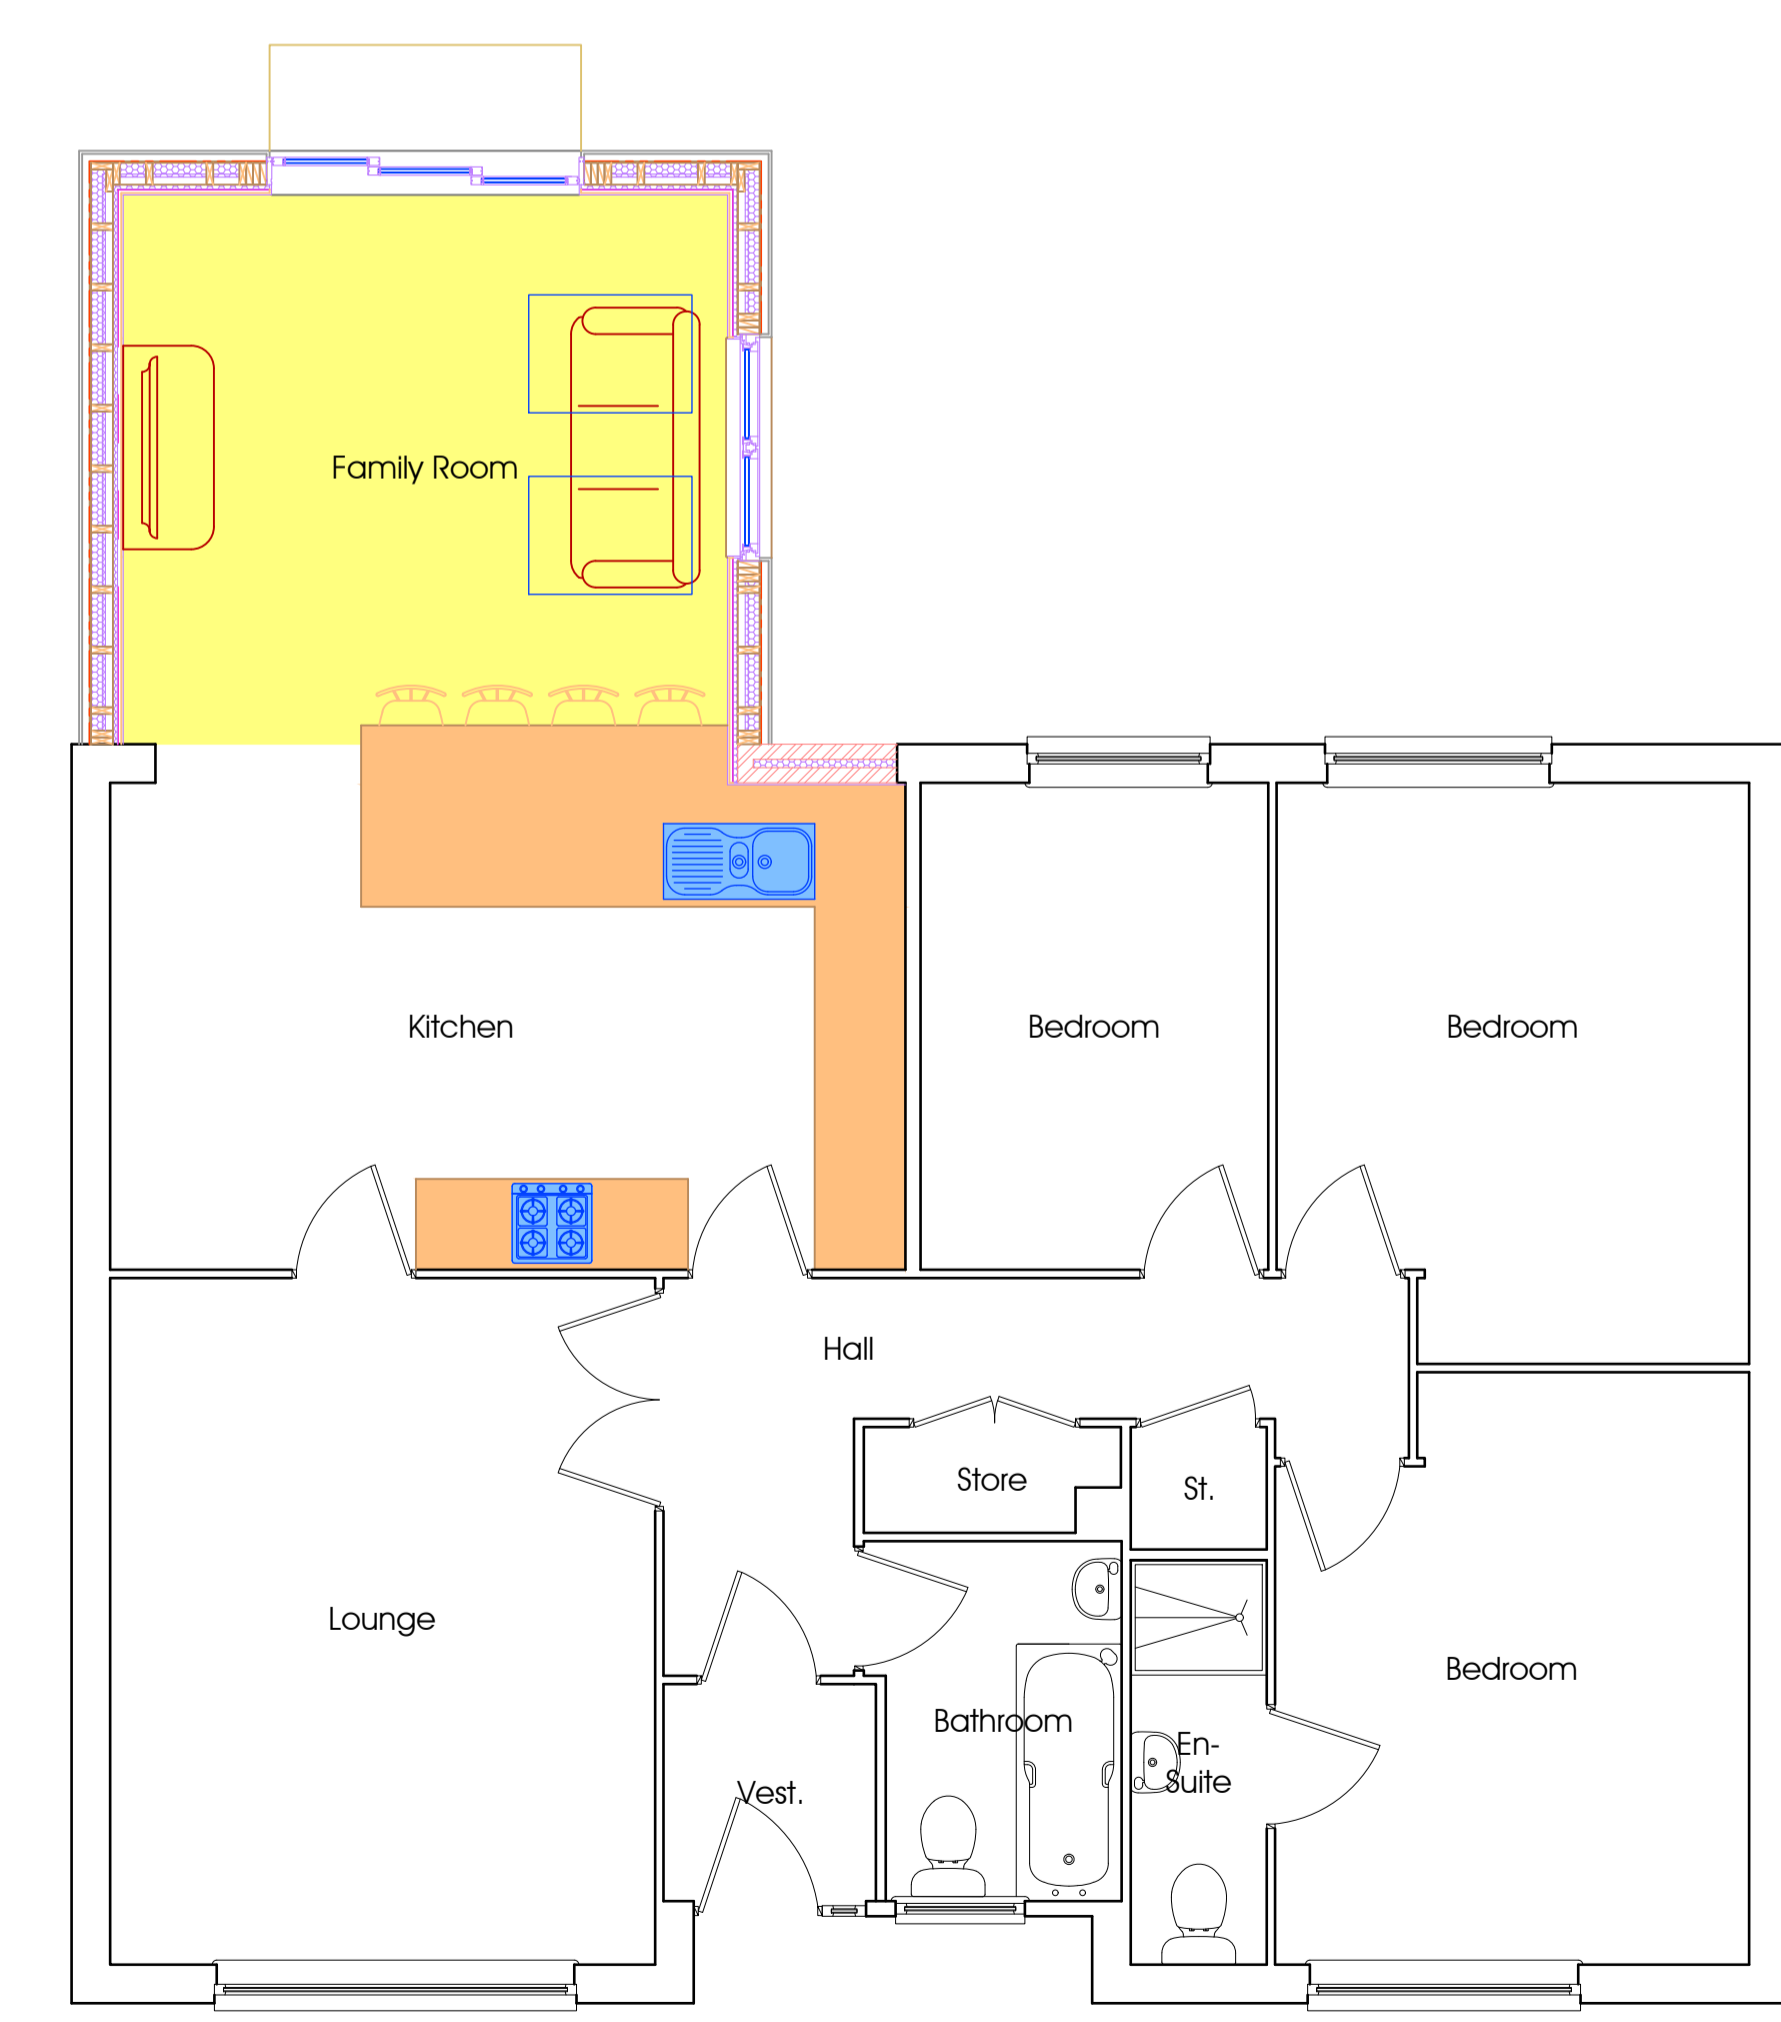 Family Room
Kitchen
Bedroom
Bedroom
Hall
Store
St.
Lounge
Bedroom
Bathroom
En-
Suite
Vest.